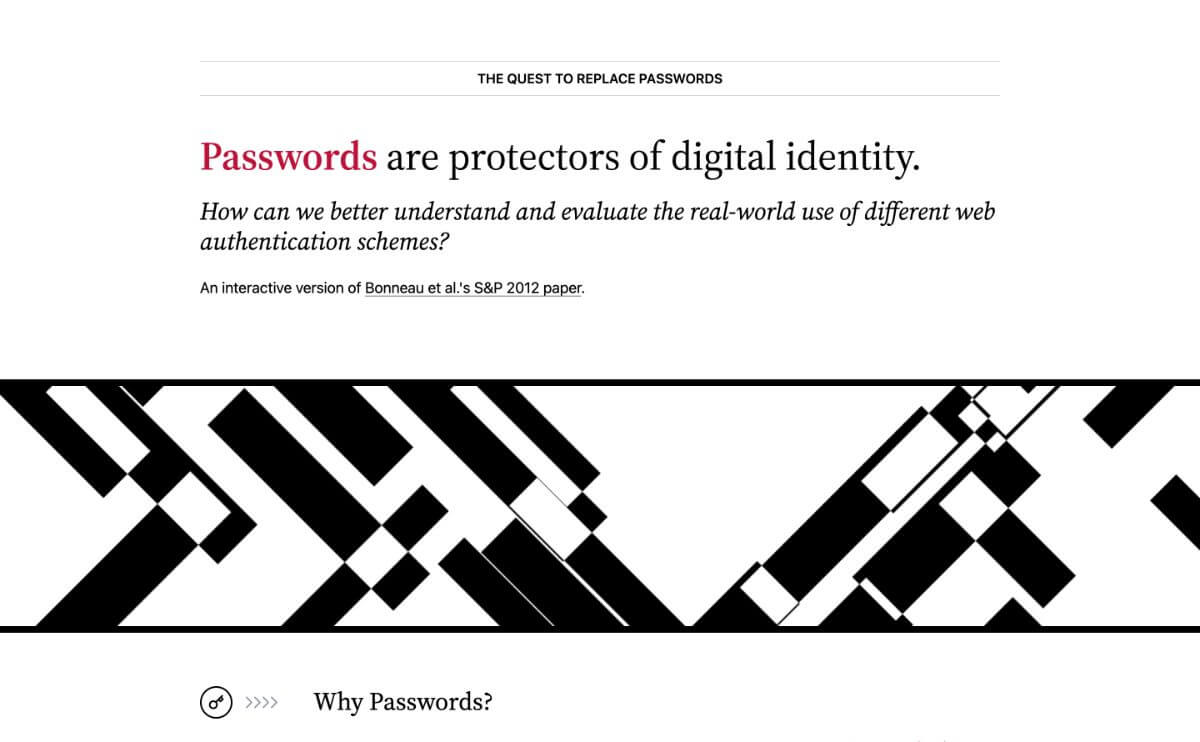 THE QUEST TO REPLACE PASSWORDS
Passwords are protectors of digital identity.
How can we better understand and evaluate the real-world use of different web
authentication schemes?
An interactive version of Bonneau et al.'s S&P 2012 paper.
Why Passwords?